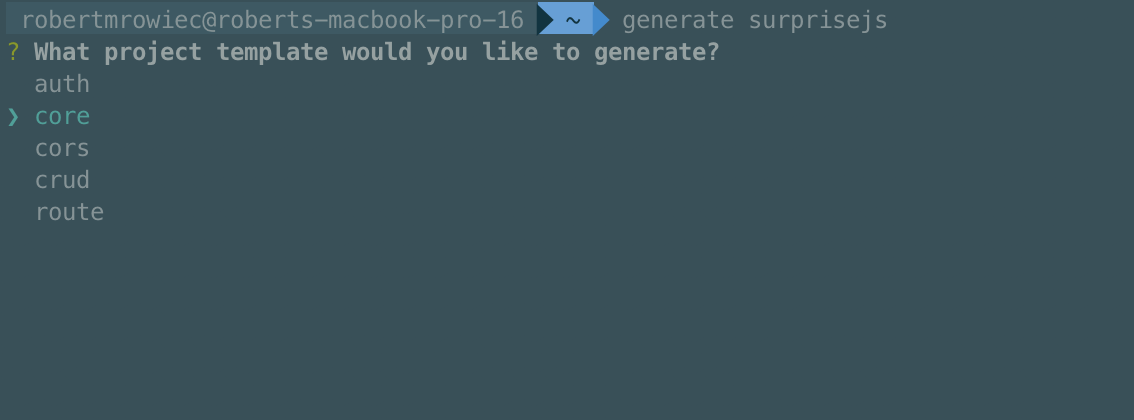 robertmrowiec@roberts-macbook-pro-16 ~ generate surprisejs
? What project template would you like to generate?
auth
❯ core
cors
crud
route